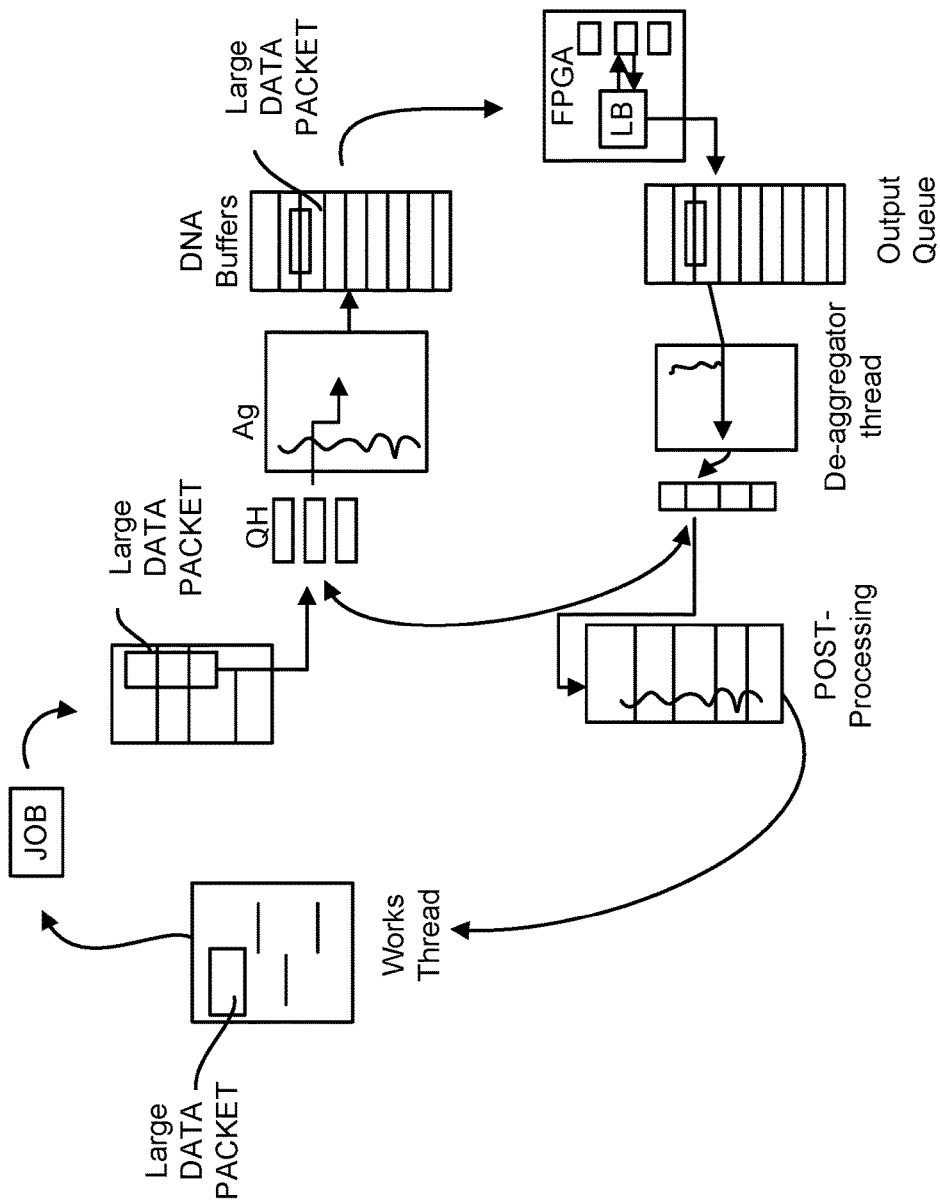 Large
DATA
PACKET
Works
Thread
JOB
Large
DATA
PACKET
QH
Ag
DNA
Buffers
Large
DATA
PACKET
FPGA
LB
Output
Queue
De-aggregator
thread
POST-
Processing